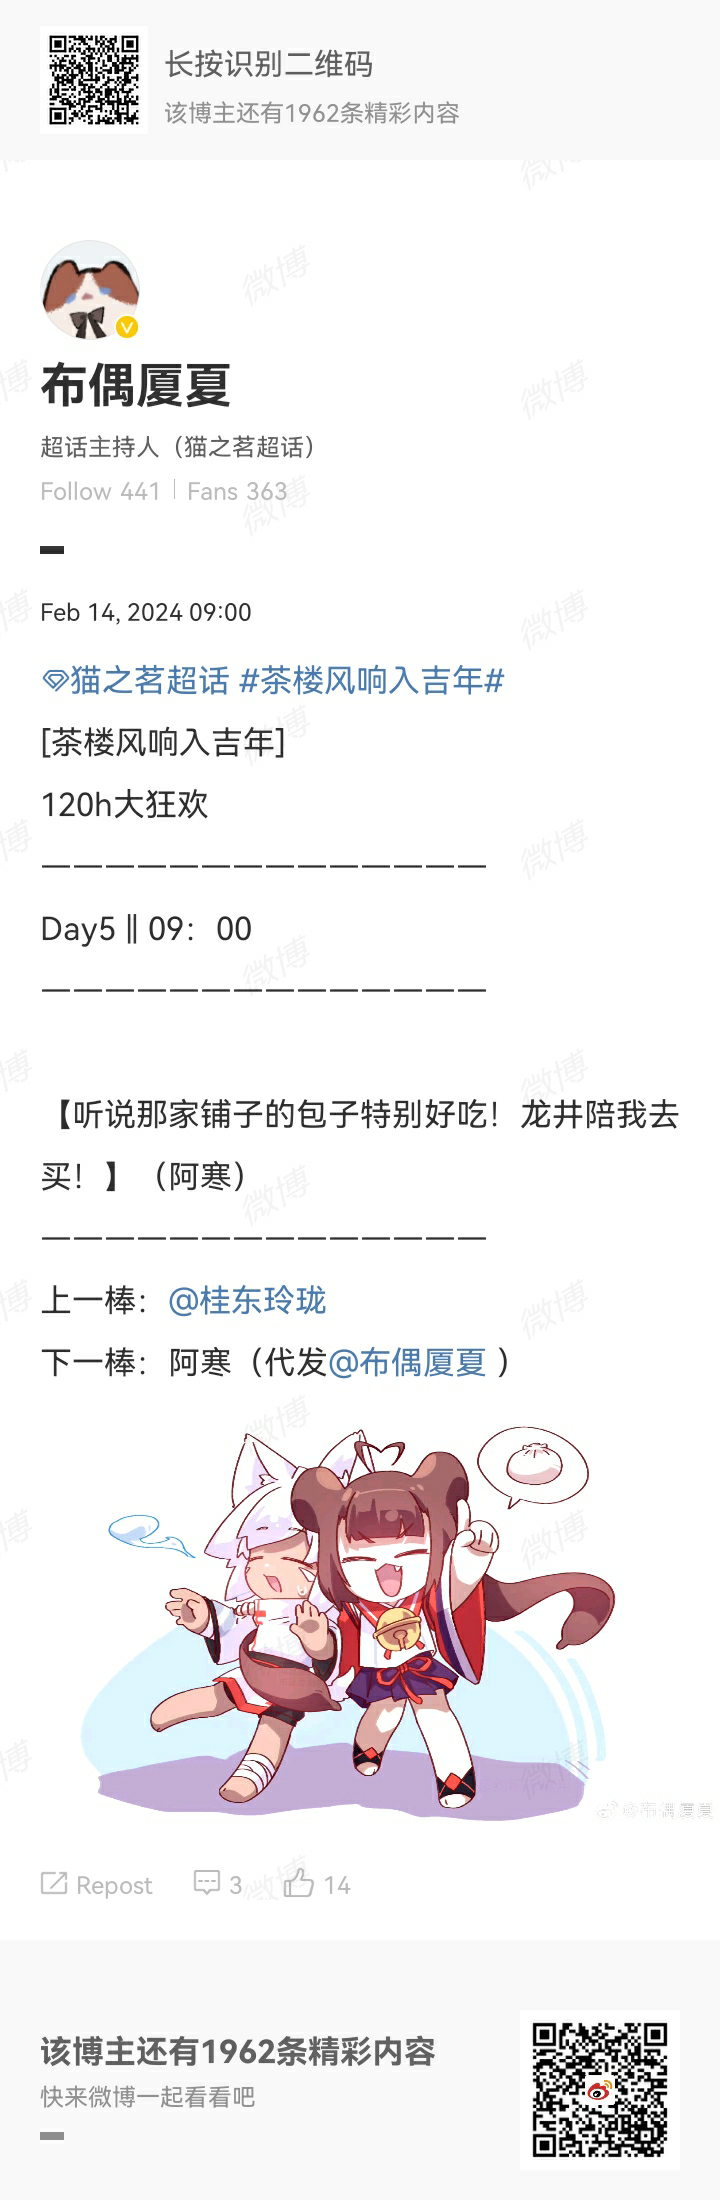 长按识别二维码
该博主还有1962条精彩内容
布偶厦夏
超话主持人（猫之茗超话）
Follow 441 | Fans 363
Feb 14, 2024 09:00
猫之茗超话 #茶楼风响入吉年#
[茶楼风响入吉年]
120h大狂欢
——————————————
Day5 ‖ 09：00
——————————————
【听说那家铺子的包子特别好吃！龙井陪我去
买！】（阿寒）
——————————————
上一棒：@桂东玲珑
下一棒：阿寒（代发@布偶厦夏 ）
@布偶厦夏
Repost 3 14
该博主还有1962条精彩内容
快来微博一起看看吧
微博